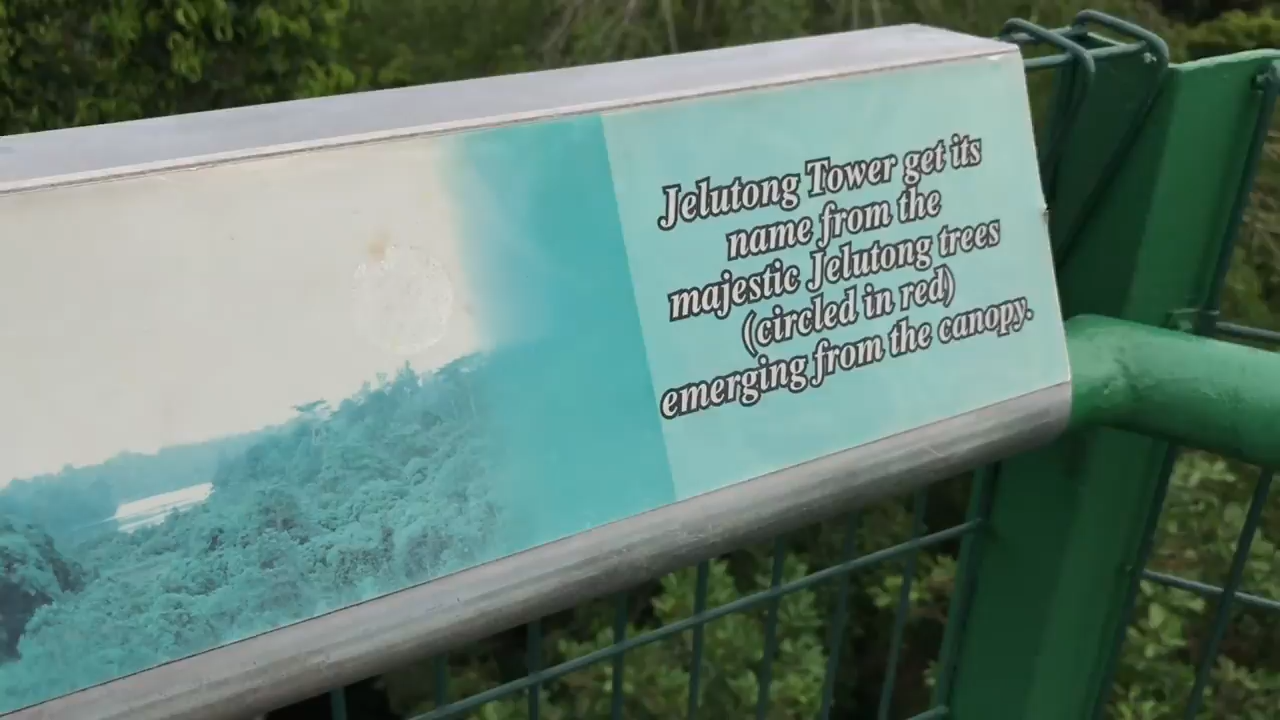 Jelutong Tower get its
name from the
majestic Jelutong trees
(circled in red)
emerging from the canopy.